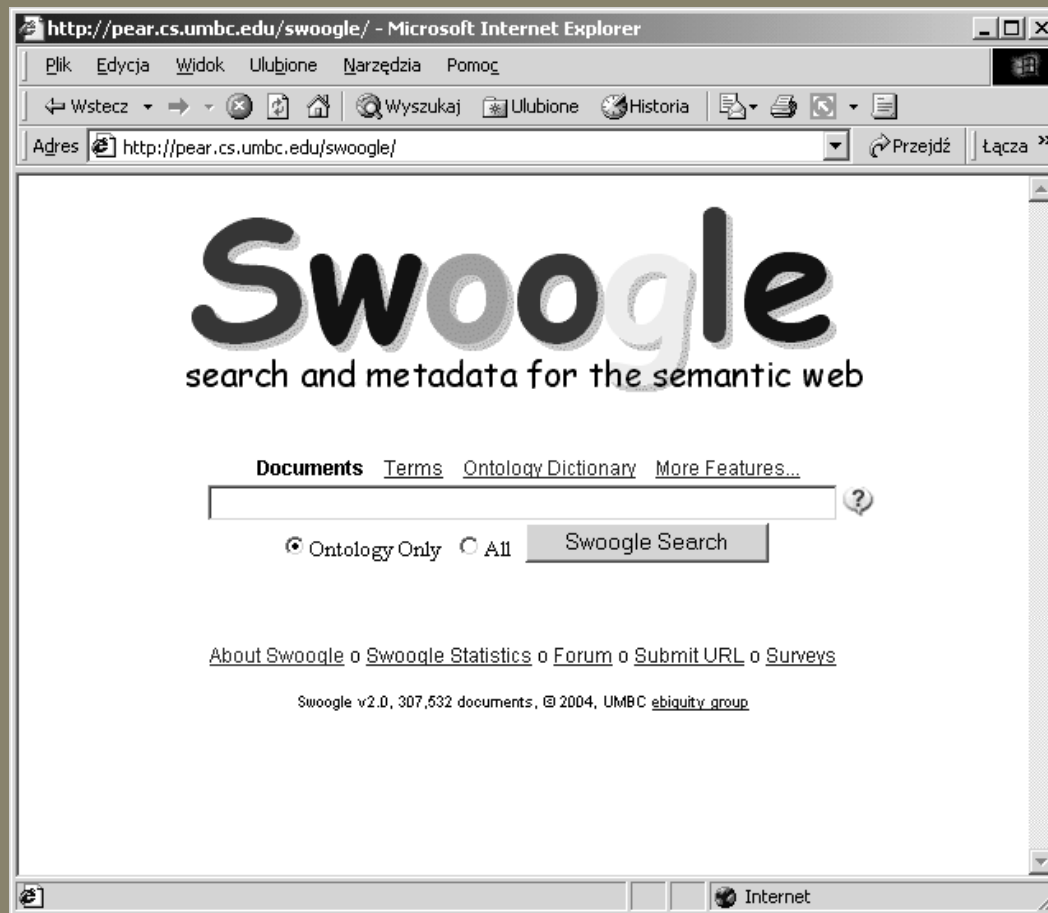 http://pear.cs.umbc.edu/swoogle/ - Microsoft Internet Explorer
Plik Edycja Widok Ulubione Narzędzia Pomoc
Wstecz Wyszukaj Ulubione Historia
Adres http://pear.cs.umbc.edu/swoogle/ Przejdź Łącza »
Swoogle
search and metadata for the semantic web
Documents Terms Ontology Dictionary More Features...
?
Ontology Only All Swoogle Search
About Swoogle o Swoogle Statistics o Forum o Submit URL o Surveys
Swoogle v2.0, 307,532 documents, © 2004, UMBC ebiquity group
Internet